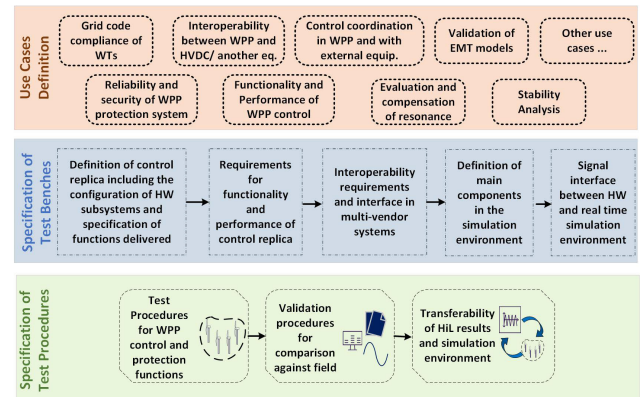 Use Cases
Definition
Grid code
compliance of
WTs
Interoperability
between WPP and
HVDC/ another eq.
Control coordination
in WPP and with
external equip.
Validation of
EMT models
Other use
cases ...
Reliability and
security of WPP
protection system
Functionality and
Performance of
WPP control
Evaluation and
compensation
of resonance
Stability
Analysis
Specification of
Test Benches
Definition of control
replica including the
configuration of HW
subsystems and
specification of
functions delivered
Requirements
for
functionality
and
performance of
control replica
Interoperability
requirements
and interface in
multi-vendor
systems
Definition of
main
components
in the
simulation
environment
Signal
interface
between HW
and real time
simulation
environment
Specification of
Test Procedures
Test
Procedures
for WPP
control and
protection
functions
Validation
procedures
for
comparison
against field
Transferability
of HiL results
and simulation
environment